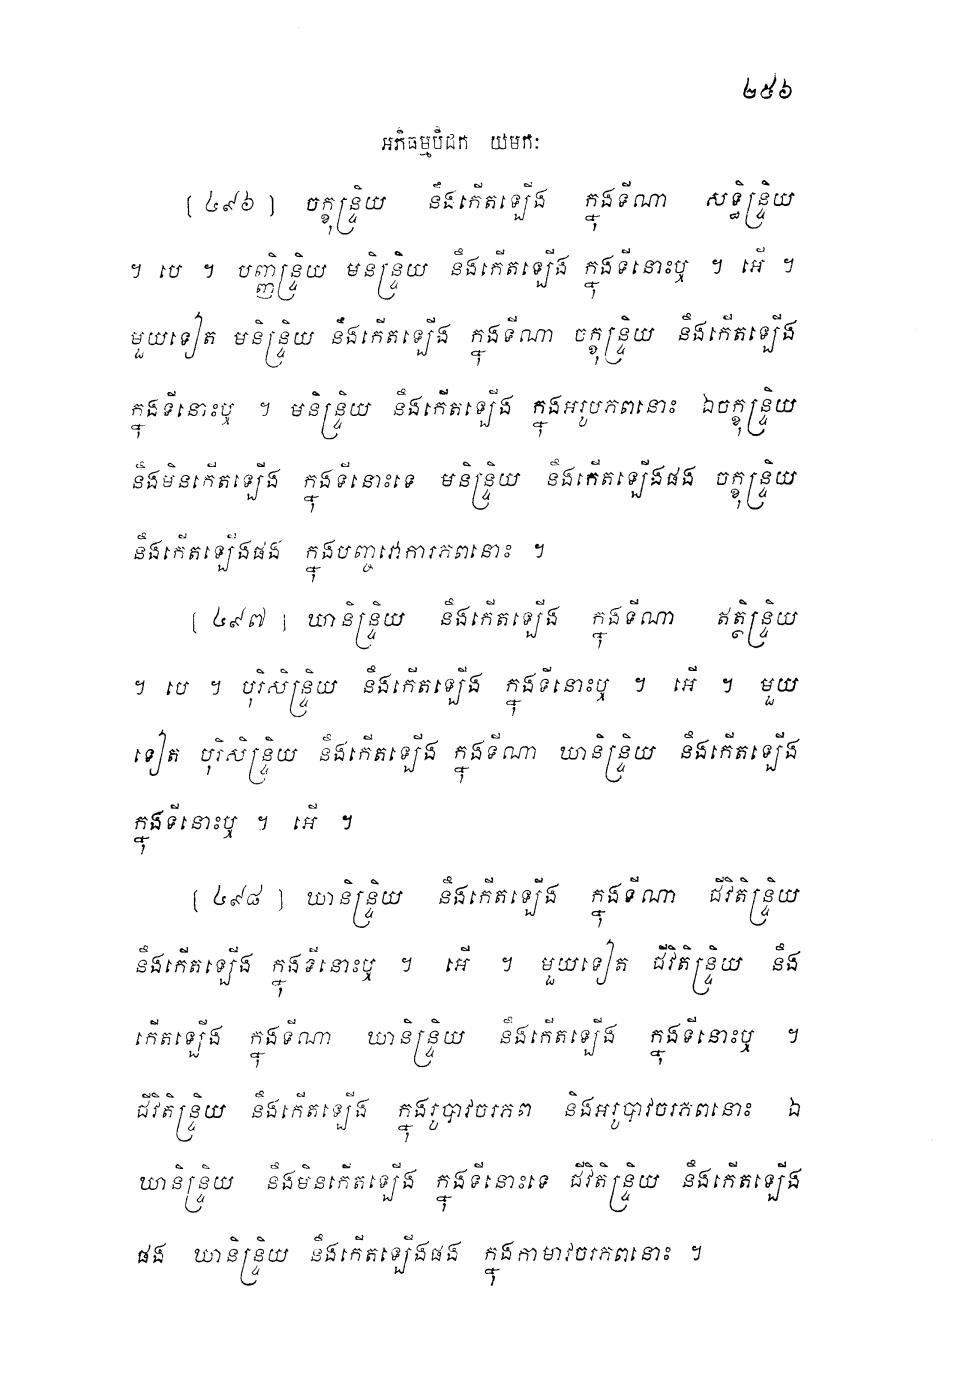 ២៥៦
អភិធម្មបិដក យមកៈ
[ ៤៩៦ ] ចក្ខុន្ទ្រិយ នឹងកើតឡើង ក្នុងទីណា សទ្ធិន្ទ្រិយ
។ បេ ។ បញ្ញិន្ទ្រិយ មនិន្ទ្រិយ នឹងកើតឡើង ក្នុងទីនោះឬ ។ អើ ។
មួយទៀត មនិន្ទ្រិយ នឹងកើតឡើង ក្នុងទីណា ចក្ខុន្ទ្រិយ នឹងកើតឡើង
ក្នុងទីនោះឬ ។ មនិន្ទ្រិយ នឹងកើតឡើង ក្នុងអរូបភពនោះ ឯចក្ខុន្ទ្រិយ
នឹងមិនកើតឡើង ក្នុងទីនោះទេ មនិន្ទ្រិយ នឹងកើតឡើងផង ចក្ខុន្ទ្រិយ
នឹងកើតឡើងផង ក្នុងបញ្ចវោការភពនោះ ។
[ ៤៩៧ ] ឃានិន្ទ្រិយ នឹងកើតឡើង ក្នុងទីណា ឥត្ថិន្ទ្រិយ
។ បេ ។ បុរិសិន្ទ្រិយ នឹងកើតឡើង ក្នុងទីនោះឬ ។ អើ ។ មួយ
ទៀត បុរិសិន្ទ្រិយ នឹងកើតឡើង ក្នុងទីណា ឃានិន្ទ្រិយ នឹងកើតឡើង
ក្នុងទីនោះឬ ។ អើ ។
[ ៤៩៨ ] ឃានិន្ទ្រិយ នឹងកើតឡើង ក្នុងទីណា ជីវិតិន្ទ្រិយ
នឹងកើតឡើង ក្នុងទីនោះឬ ។ អើ ។ មួយទៀត ជីវិតិន្ទ្រិយ នឹង
កើតឡើង ក្នុងទីណា ឃានិន្ទ្រិយ នឹងកើតឡើង ក្នុងទីនោះឬ ។
ជីវិតិន្ទ្រិយ នឹងកើតឡើង ក្នុងរូបាវចរភព និងអរូបាវចរភពនោះ ឯ
ឃានិន្ទ្រិយ នឹងមិនកើតឡើង ក្នុងទីនោះទេ ជីវិតិន្ទ្រិយ នឹងកើតឡើង
ផង ឃានិន្ទ្រិយ នឹងកើតឡើងផង ក្នុងកាមាវចរភពនោះ ។